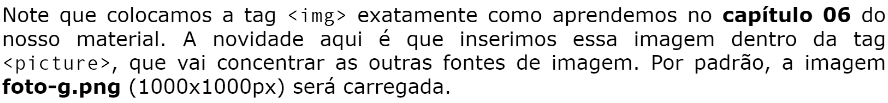 Note que colocamos a tag <img> exatamente como aprendemos no capítulo 06 do
nosso material. A novidade aqui é que inserimos essa imagem dentro da tag
<picture>, que vai concentrar as outras fontes de imagem. Por padrão, a imagem
foto-g.png (1000x1000px) será carregada.